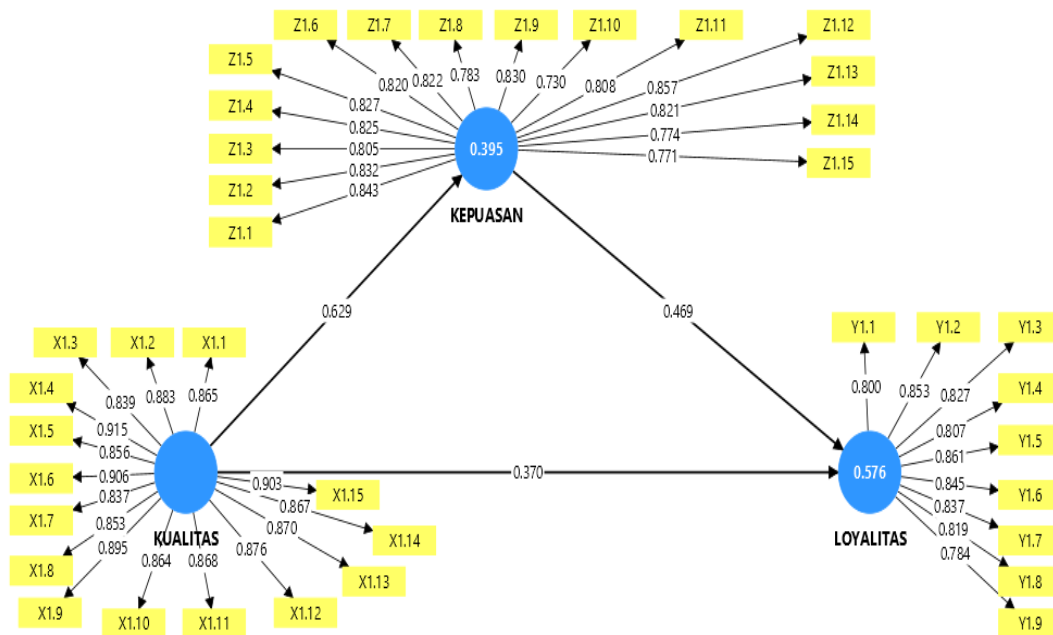 Z1.6 Z1.7 Z1.8 Z1.9 Z1.10 Z1.11 Z1.12
Z1.5 Z1.13
Z1.4 Z1.14
Z1.3 Z1.15
Z1.2
Z1.1
0.820 0.822 0.783 0.830 0.730 0.808 0.857
0.827 0.821
0.825 0.774
0.805 0.771
0.832
0.843
0.395
KEPUASAN
0.629
0.469
X1.3 X1.2 X1.1
X1.4
X1.5
X1.6
X1.7
X1.8
X1.9
X1.10
X1.11
X1.12
X1.13
X1.14
X1.15
0.839 0.883 0.865
0.915
0.856
0.906
0.837
0.853
0.895
0.864
0.868
0.876
0.870
0.867
0.903
KUALITAS
0.370
Y1.1 Y1.2 Y1.3
Y1.4
Y1.5
Y1.6
Y1.7
Y1.8
Y1.9
0.800 0.853 0.827
0.807
0.861
0.845
0.837
0.819
0.784
0.576
LOYALITAS